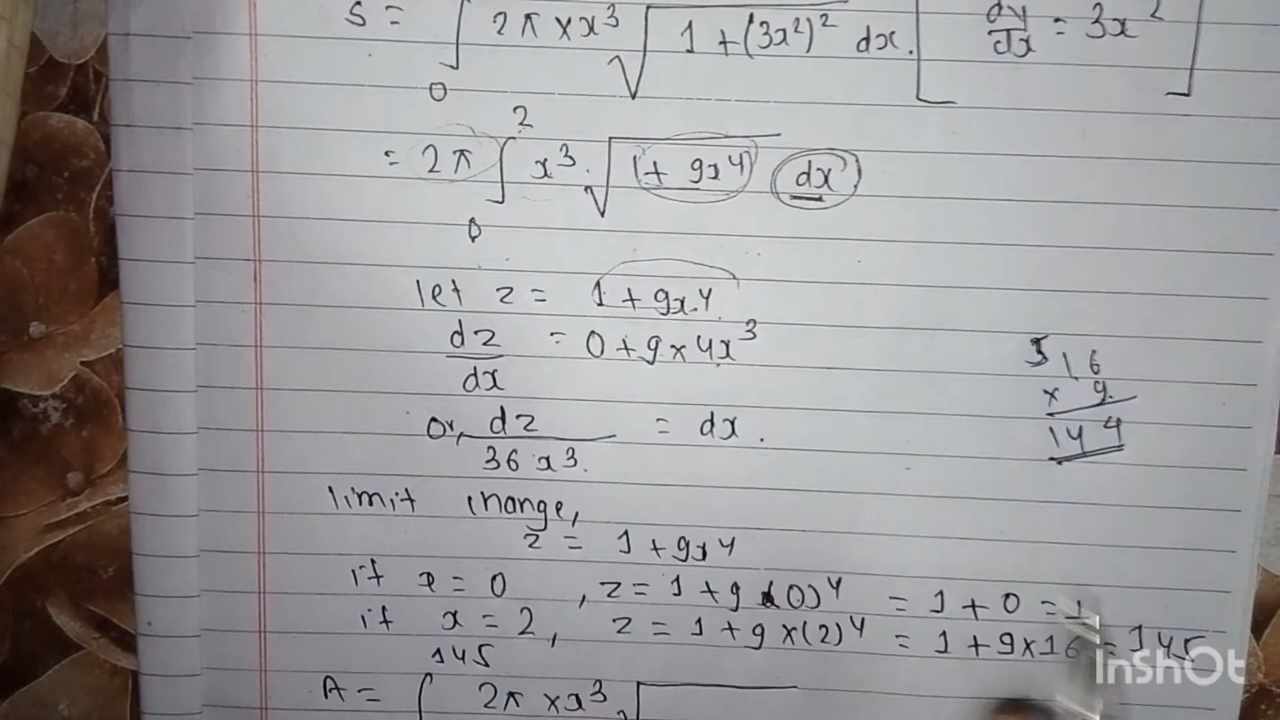 S = ∫ 2π × x³ √1 + (3x²)² dx. [dy/dx = 3x²]
0
2
= 2π ∫ x³ · √(1 + 9x⁴) dx
0
let z = 1 + 9x⁴
dz/dx = 0 + 9 × 4x³
or, dz/36x³ = dx.
516
× 9
144
limit change,
z = 1 + 9x⁴
if x = 0, z = 1 + 9 (0)⁴ = 1 + 0 = 1
if x = 2, z = 1 + 9 × (2)⁴ = 1 + 9 × 16 = 145
145
A = ∫ 2π × x³ √
InShOt